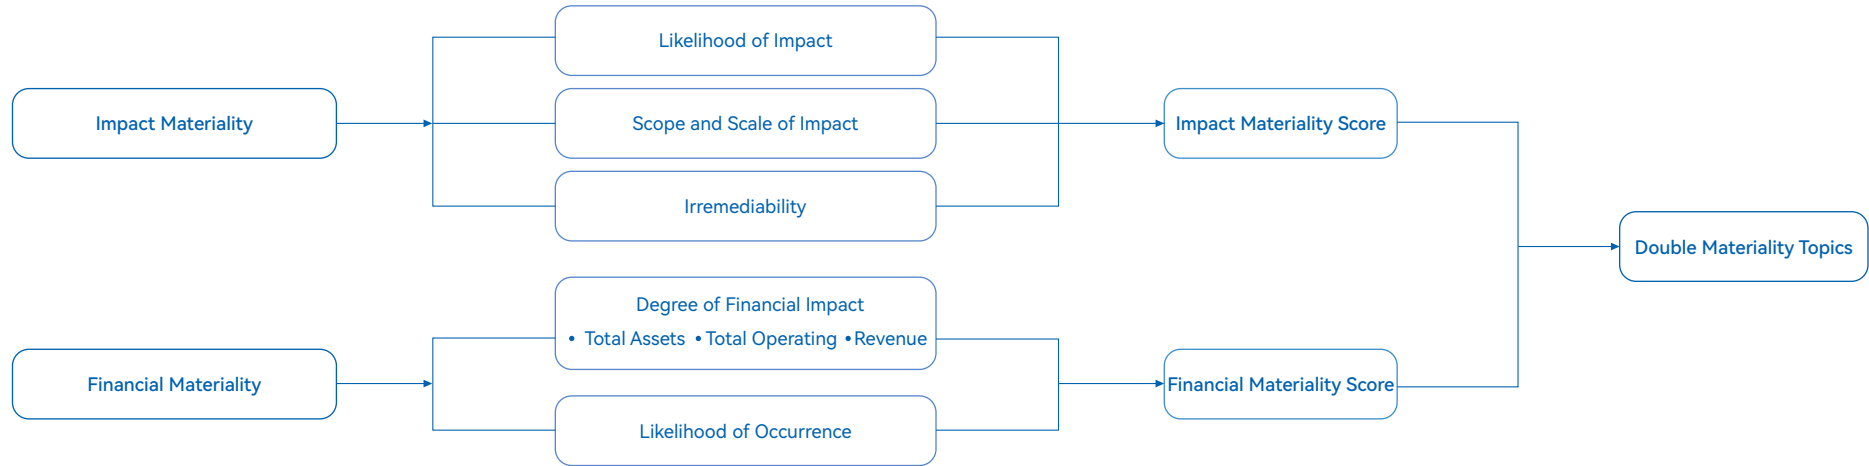 Likelihood of Impact
Impact Materiality
Scope and Scale of Impact
Impact Materiality Score
Irremediability
Double Materiality Topics
Degree of Financial Impact
• Total Assets • Total Operating • Revenue
Financial Materiality
Financial Materiality Score
Likelihood of Occurrence